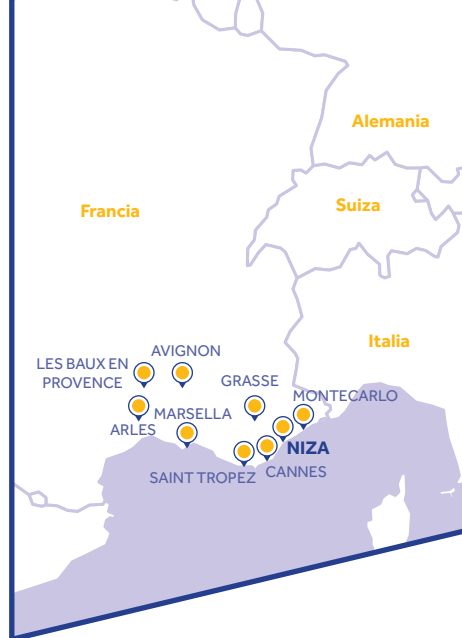 Alemania
Francia
Suiza
Italia
AVIGNON
LES BAUX EN
PROVENCE
GRASSE
MONTECARLO
MARSELLA
ARLES
NIZA
CANNES
SAINT TROPEZ